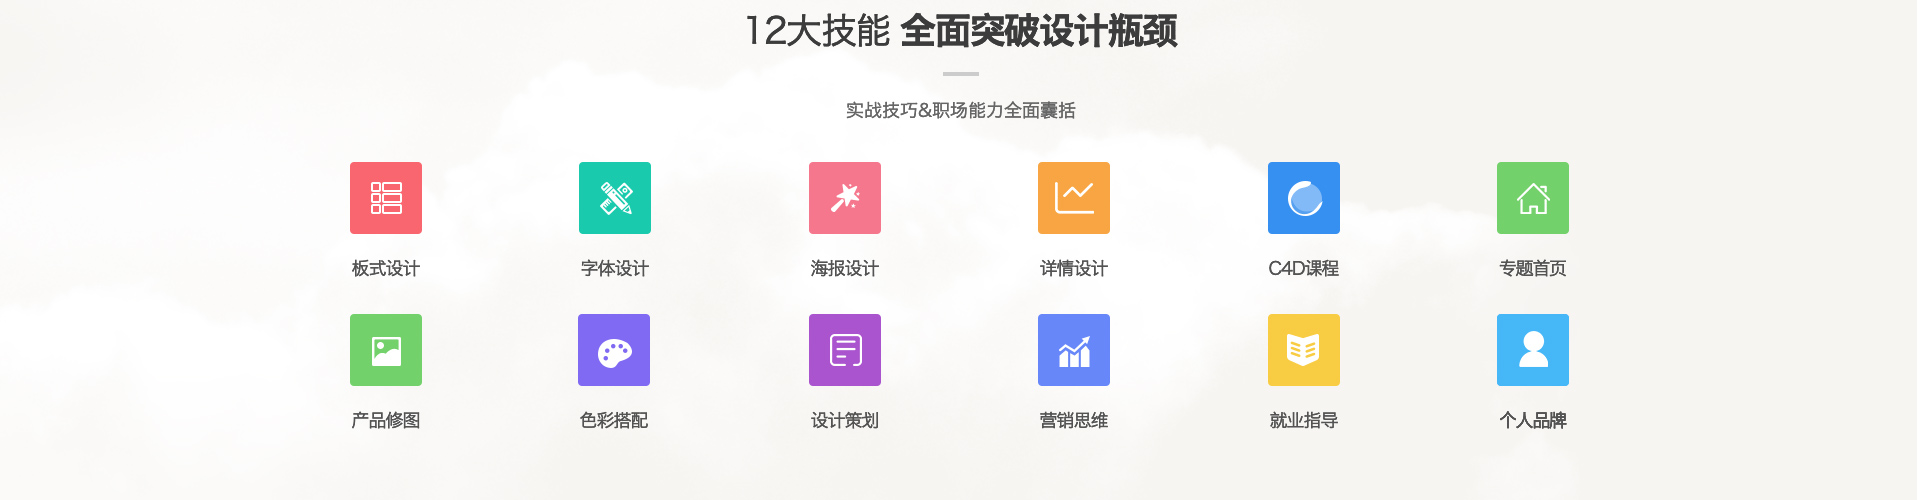 12大技能 全面突破设计瓶颈
实战技巧&职场能力全面囊括
板式设计 字体设计 海报设计 详情设计 C4D课程 专题首页
产品修图 色彩搭配 设计策划 营销思维 就业指导 个人品牌